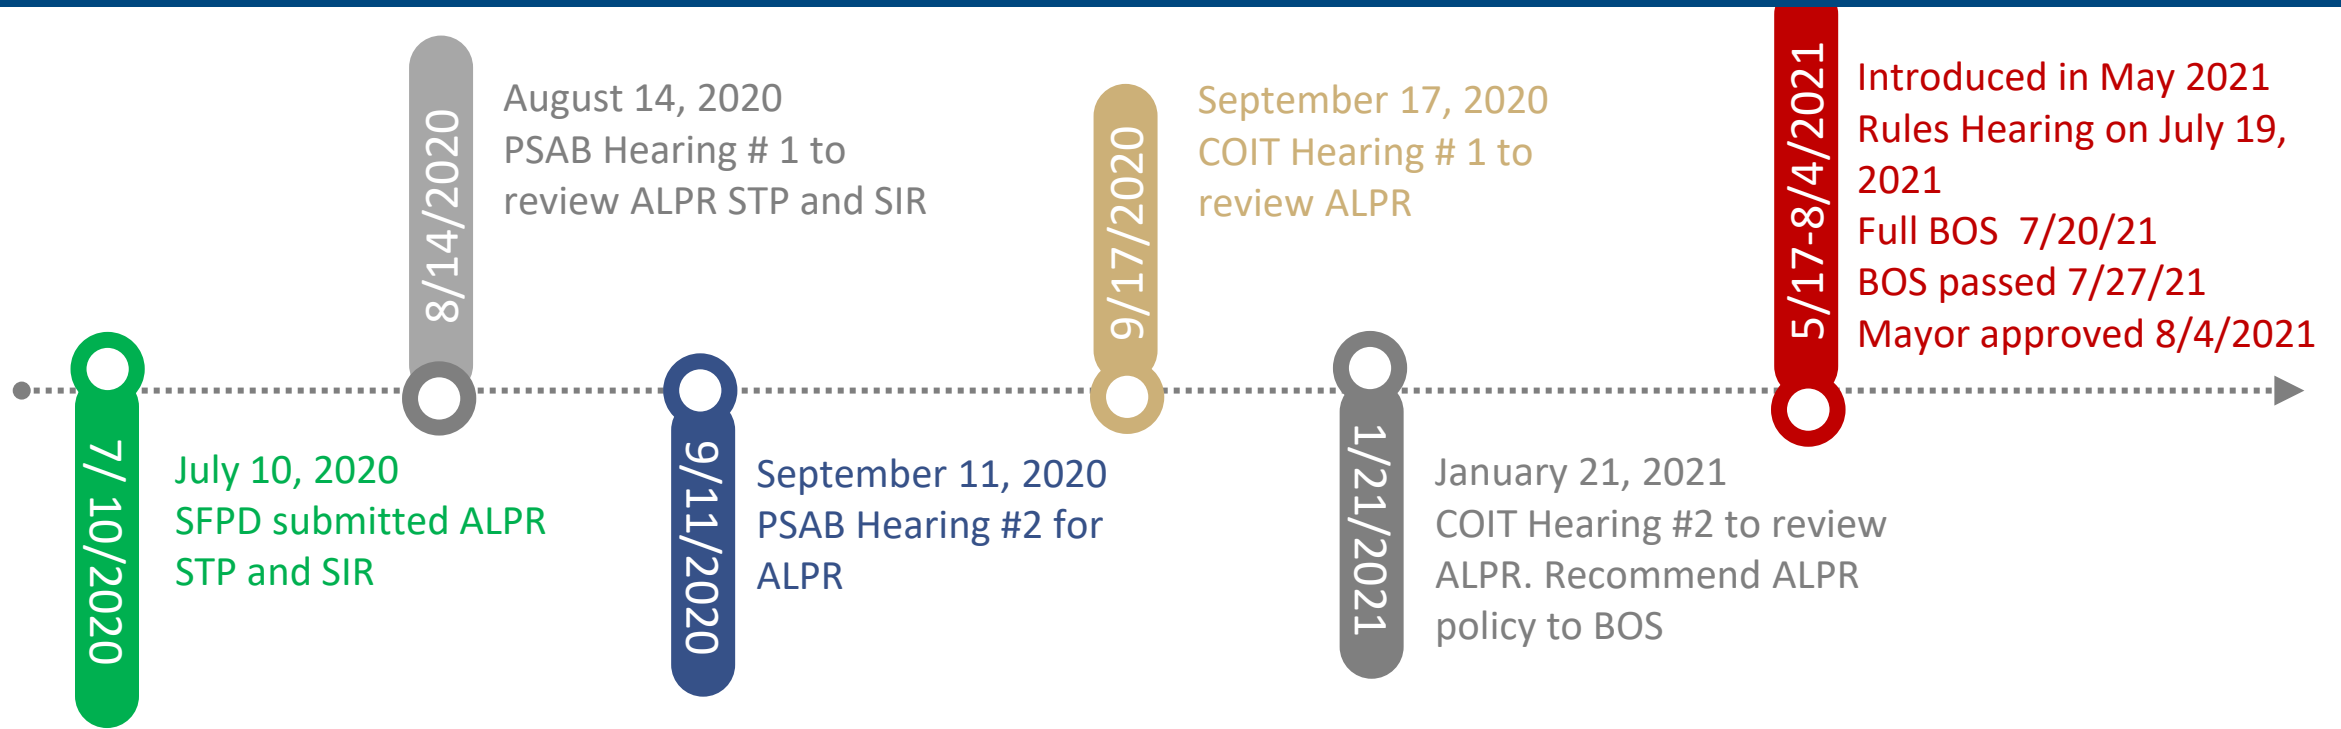 7/ 10/2020
July 10, 2020
SFPD submitted ALPR
STP and SIR
8/14/2020
August 14, 2020
PSAB Hearing # 1 to
review ALPR STP and SIR
9/11/2020
September 11, 2020
PSAB Hearing #2 for
ALPR
9/17/2020
September 17, 2020
COIT Hearing # 1 to
review ALPR
1/21/2021
January 21, 2021
COIT Hearing #2 to review
ALPR. Recommend ALPR
policy to BOS
5/17-8/4/2021
Introduced in May 2021
Rules Hearing on July 19,
2021
Full BOS  7/20/21
BOS passed 7/27/21
Mayor approved 8/4/2021